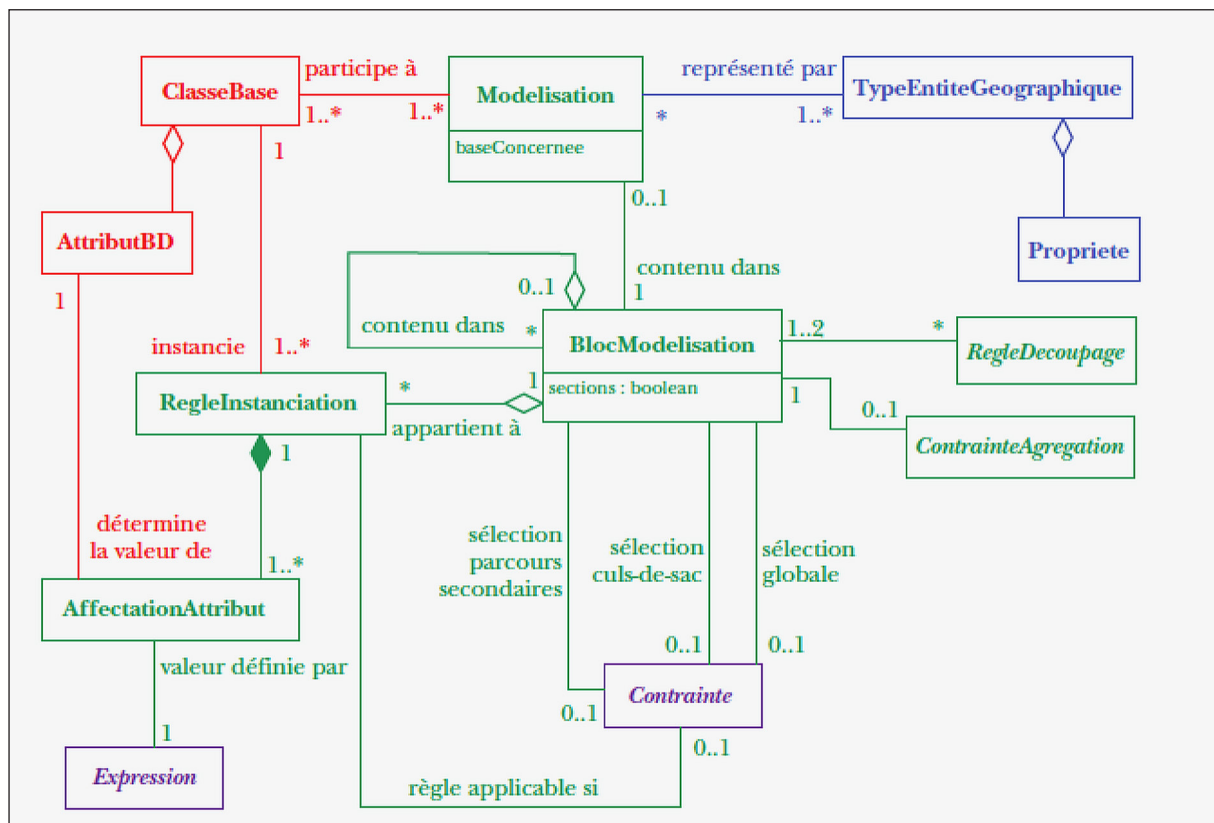 participe à
représenté par
ClasseBase
Modelisation
TypeEntiteGeographique
1..*
1..*
*
1..*
baseConcernee
1
0..1
AttributBD
Propriete
contenu dans
0..1
1
1
contenu dans
*
BlocModelisation
1..2
*
RegleDecoupage
instancie
1..*
RegleInstanciation
*
1
sections : boolean
1
0..1
appartient à
ContrainteAgregation
1
détermine
la valeur de
1..*
sélection
parcours
secondaires
sélection
culs-de-sac
sélection
globale
AffectationAttribut
valeur définie par
0..1
0..1
Contrainte
0..1
1
0..1
Expression
règle applicable si